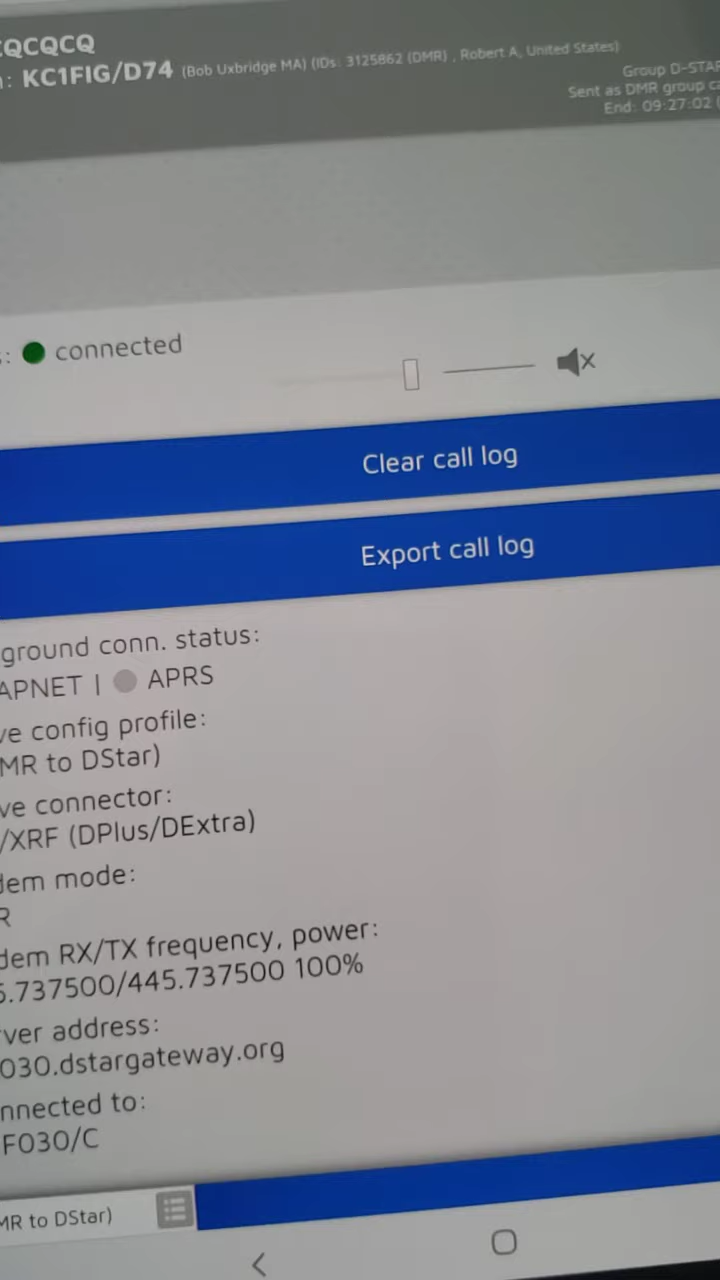 CQCQCQ
: KC1FIG/D74 (Bob Uxbridge MA) (IDs: 3125862 (DMR) , Robert A, United States)
Group D-STAR
Sent as DMR group ca
End: 09:27:02 (
s: connected
Clear call log
Export call log
ground conn. status:
APNET | APRS
ve config profile:
MR to DStar)
ve connector:
/XRF (DPlus/DExtra)
dem mode:
R
dem RX/TX frequency, power:
5.737500/445.737500 100%
ver address:
030.dstargateway.org
nnected to:
F030/C
MR to DStar)